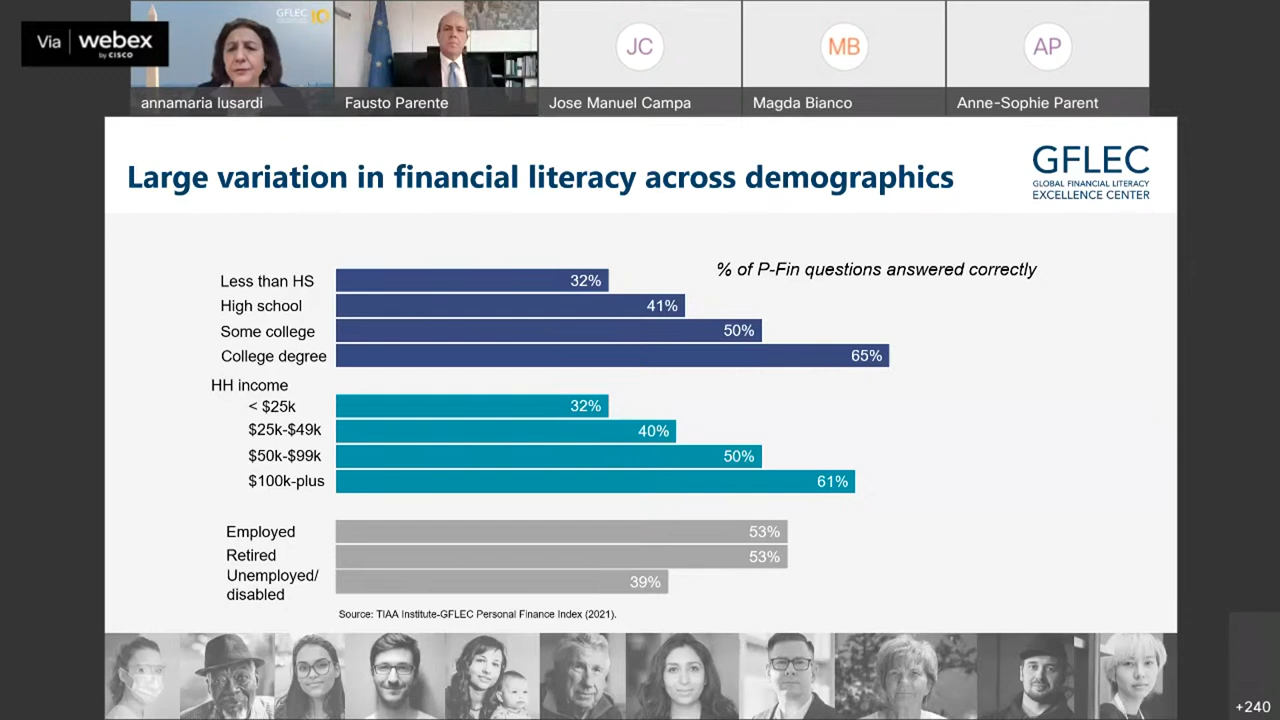 Via webex
by CISCO
GFLEC 10
annamaria lusardi
Fausto Parente
JC
Jose Manuel Campa
MB
Magda Bianco
AP
Anne-Sophie Parent
Large variation in financial literacy across demographics
GFLEC
GLOBAL FINANCIAL LITERACY
EXCELLENCE CENTER
% of P-Fin questions answered correctly
Less than HS 32%
High school 41%
Some college 50%
College degree 65%
HH income
< $25k 32%
$25k-$49k 40%
$50k-$99k 50%
$100k-plus 61%
Employed 53%
Retired 53%
Unemployed/
disabled 39%
Source: TIAA Institute-GFLEC Personal Finance Index (2021).
+240